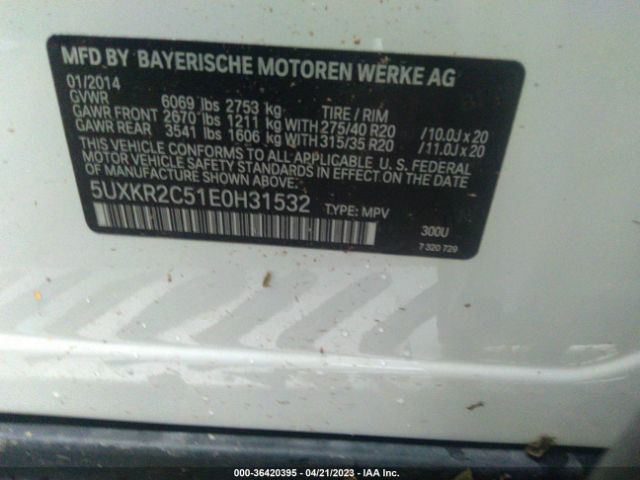 MFD BY BAYERISCHE MOTOREN WERKE AG
01/2014
GVWR 6069 lbs 2753 kg TIRE / RIM
GAWR FRONT 2670 lbs 1211 kg WITH 275/40 R20 /10.0J x 20
GAWR REAR 3541 lbs 1606 kg WITH 315/35 R20 /11.0J x 20
THIS VEHICLE CONFORMS TO ALL APPLICABLE U. S. FEDERAL
MOTOR VEHICLE SAFETY STANDARDS IN EFFECT ON THE DATE
OF MANUFACTURE SHOWN ABOVE.
5UXKR2C51E0H31532 TYPE: MPV 300U
7 320 729
000-36420395 - 04/21/2023 - IAA Inc.